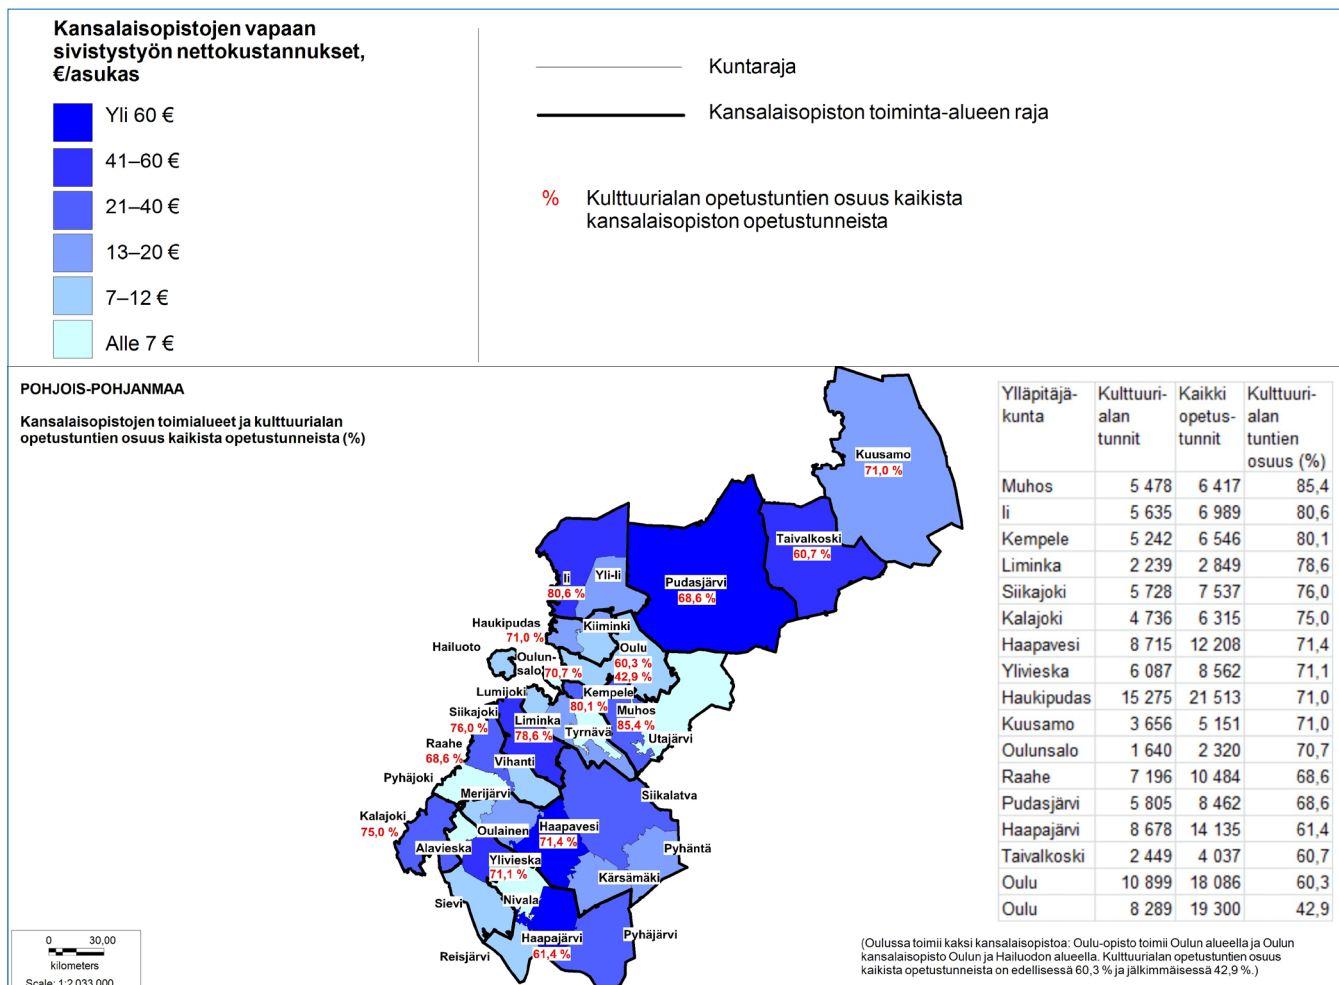 Kansalaisopistojen vapaan
sivistystyön nettokustannukset,
€/asukas
Yli 60 €
41–60 €
21–40 €
13–20 €
7–12 €
Alle 7 €
Kuntaraja
Kansalaisopiston toiminta-alueen raja
% Kulttuurialan opetustuntien osuus kaikista
kansalaisopiston opetustunneista
POHJOIS-POHJANMAA
Kansalaisopistojen toimialueet ja kulttuurialan
opetustuntien osuus kaikista opetustunneista (%)
Kuusamo
71,0 %
Taivalkoski
60,7 %
Pudasjärvi
68,6 %
Ii
80,6 %
Yli-Ii
Haukipudas
71,0 %
Kiiminki
Hailuoto
Oulu
60,3 %
42,9 %
Oulun-
salo
70,7 %
Kempele
80,1 %
Lumijoki
Liminka
78,6 %
Muhos
85,4 %
Siikajoki
76,0 %
Tyrnävä
Utajärvi
Raahe
68,6 %
Vihanti
Pyhäjoki
Merijärvi
Siikalatva
Kalajoki
75,0 %
Oulainen
Haapavesi
71,4 %
Alavieska
Pyhäntä
Ylivieska
71,1 %
Kärsämäki
Sievi
Nivala
Haapajärvi
61,4 %
Pyhäjärvi
Reisjärvi
0 30,00
kilometers
Scale: 1:2 033 000
Ylläpitäjä-
kunta
Kulttuuri-
alan
tunnit
Kaikki
opetus-
tunnit
Kulttuuri-
alan
tuntien
osuus (%)
Muhos 5 478 6 417 85,4
Ii 5 635 6 989 80,6
Kempele 5 242 6 546 80,1
Liminka 2 239 2 849 78,6
Siikajoki 5 728 7 537 76,0
Kalajoki 4 736 6 315 75,0
Haapavesi 8 715 12 208 71,4
Ylivieska 6 087 8 562 71,1
Haukipudas 15 275 21 513 71,0
Kuusamo 3 656 5 151 71,0
Oulunsalo 1 640 2 320 70,7
Raahe 7 196 10 484 68,6
Pudasjärvi 5 805 8 462 68,6
Haapajärvi 8 678 14 135 61,4
Taivalkoski 2 449 4 037 60,7
Oulu 10 899 18 086 60,3
Oulu 8 289 19 300 42,9
(Oulussa toimii kaksi kansalaisopistoa: Oulu-opisto toimii Oulun alueella ja Oulun
kansalaisopisto Oulun ja Hailuodon alueella. Kulttuurialan opetustuntien osuus
kaikista opetustunneista on edellisessä 60,3 % ja jälkimmäisessä 42,9 %.)